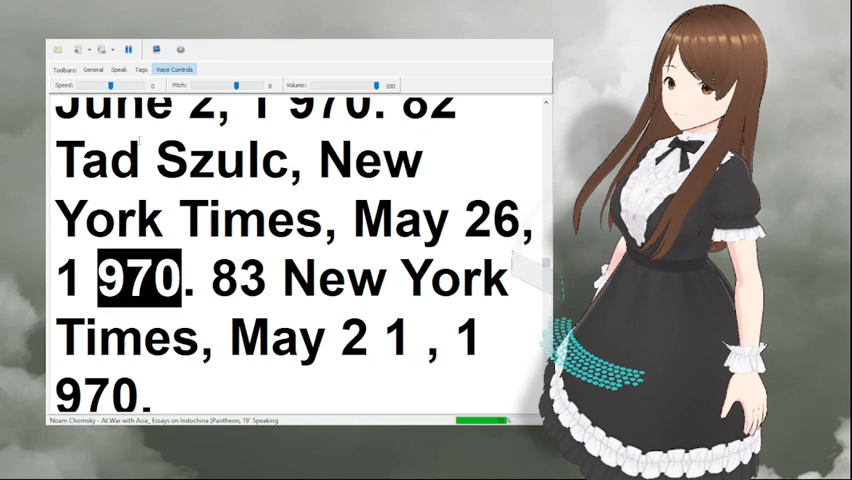 Toolbars: General Speak Tags Voice Controls
Speed: 0 Pitch: 8 Volume: 100
June 2, 1 970. 82
Tad Szulc, New
York Times, May 26,
1 970. 83 New York
Times, May 2 1 , 1
970.
Noam Chomsky - At War with Asia_ Essays on Indochina (Pantheon, 19 Speaking